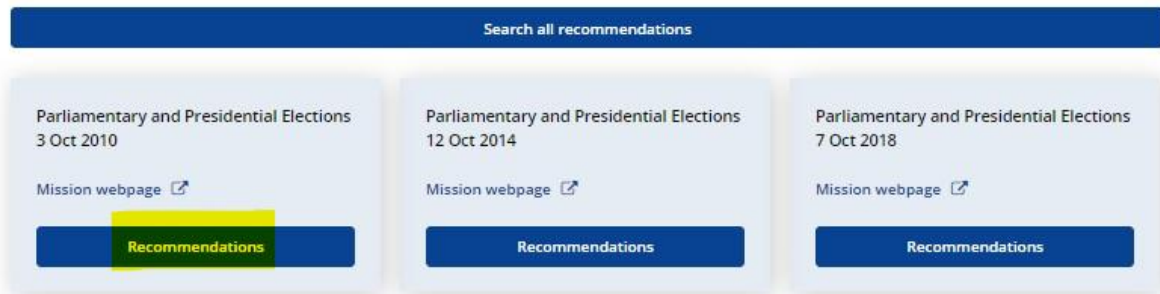 Search all recommendations
Parliamentary and Presidential Elections
3 Oct 2010
Mission webpage
Recommendations
Parliamentary and Presidential Elections
12 Oct 2014
Mission webpage
Recommendations
Parliamentary and Presidential Elections
7 Oct 2018
Mission webpage
Recommendations